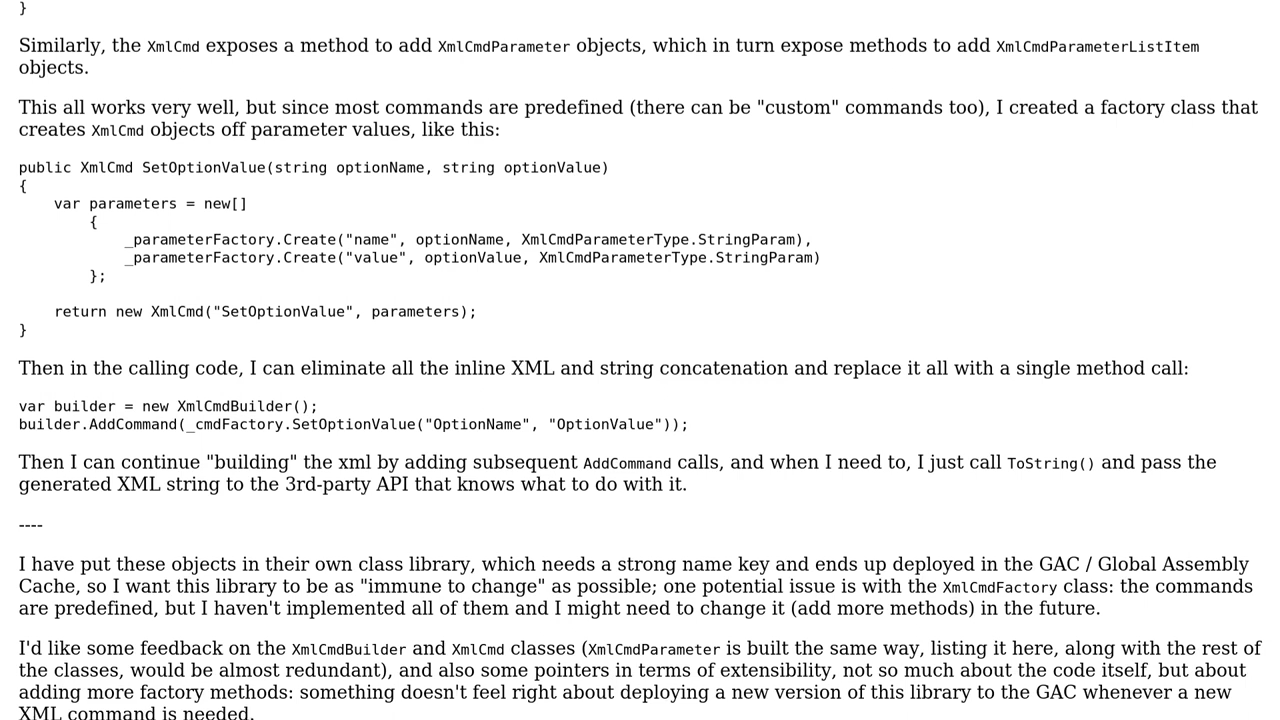 }
Similarly, the XmlCmd exposes a method to add XmlCmdParameter objects, which in turn expose methods to add XmlCmdParameterListItem
objects.
This all works very well, but since most commands are predefined (there can be "custom" commands too), I created a factory class that
creates XmlCmd objects off parameter values, like this:
public XmlCmd SetOptionValue(string optionName, string optionValue)
{
    var parameters = new[]
        {
            _parameterFactory.Create("name", optionName, XmlCmdParameterType.StringParam),
            _parameterFactory.Create("value", optionValue, XmlCmdParameterType.StringParam)
        };
    return new XmlCmd("SetOptionValue", parameters);
}
Then in the calling code, I can eliminate all the inline XML and string concatenation and replace it all with a single method call:
var builder = new XmlCmdBuilder();
builder.AddCommand(_cmdFactory.SetOptionValue("OptionName", "OptionValue"));
Then I can continue "building" the xml by adding subsequent AddCommand calls, and when I need to, I just call ToString() and pass the
generated XML string to the 3rd-party API that knows what to do with it.
----
I have put these objects in their own class library, which needs a strong name key and ends up deployed in the GAC / Global Assembly
Cache, so I want this library to be as "immune to change" as possible; one potential issue is with the XmlCmdFactory class: the commands
are predefined, but I haven't implemented all of them and I might need to change it (add more methods) in the future.
I'd like some feedback on the XmlCmdBuilder and XmlCmd classes (XmlCmdParameter is built the same way, listing it here, along with the rest of
the classes, would be almost redundant), and also some pointers in terms of extensibility, not so much about the code itself, but about
adding more factory methods: something doesn't feel right about deploying a new version of this library to the GAC whenever a new
XML command is needed.